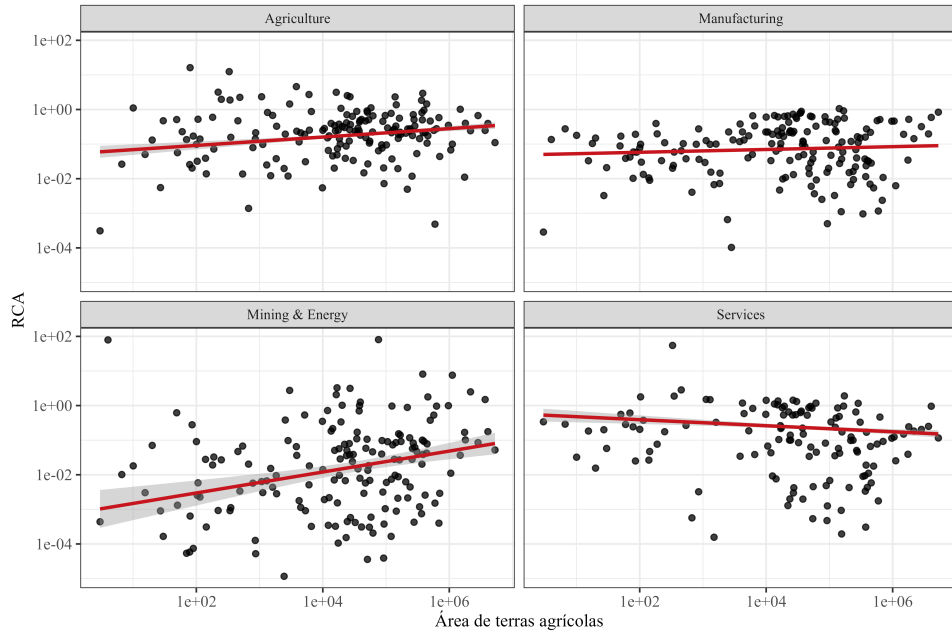 Agriculture
Manufacturing
1e+02
1e+00
1e-02
1e-04
RCA
Mining & Energy
Services
1e+02
1e+00
1e-02
1e-04
1e+02
1e+04
1e+06
1e+02
1e+04
1e+06
Área de terras agrícolas